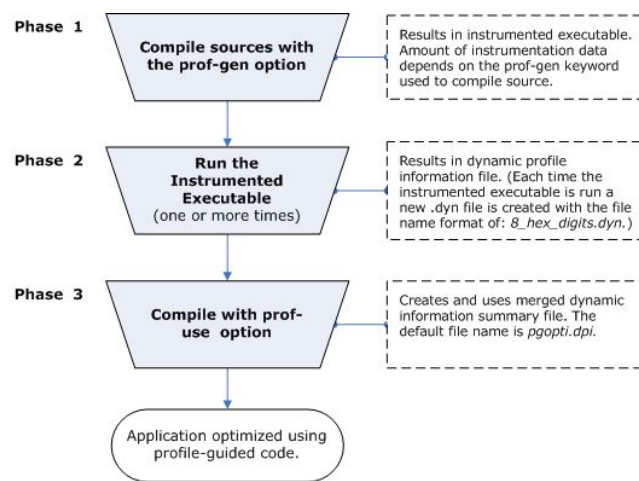 Phase 1
Compile sources with
the prof-gen option
Results in instrumented executable.
Amount of instrumentation data
depends on the prof-gen keyword
used to compile source.
Phase 2
Run the
Instrumented
Executable
(one or more times)
Results in dynamic profile
information file. (Each time the
instrumented executable is run a
new .dyn file is created with the file
name format of: 8_hex_digits.dyn.)
Phase 3
Compile with prof-
use option
Creates and uses merged dynamic
information summary file. The
default file name is pgopti.dpi.
Application optimized using
profile-guided code.